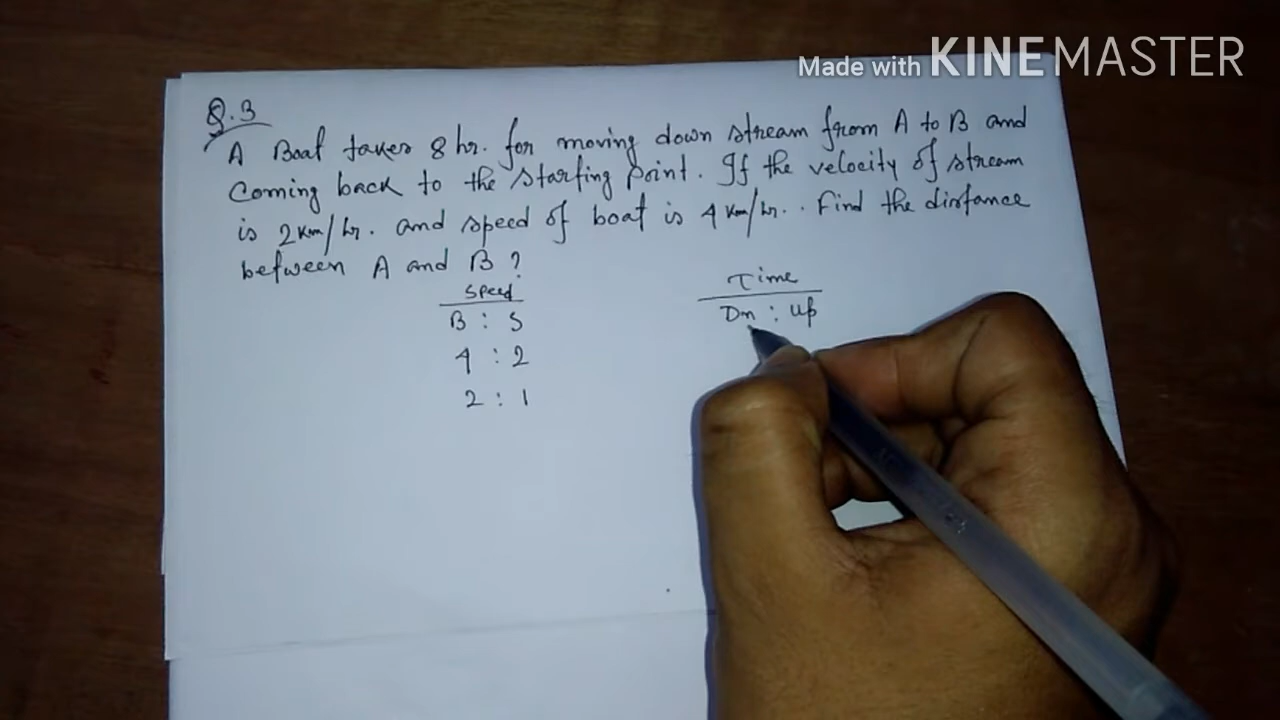 Made with KINEMASTER
Q.3
A Boat takes 8 hr. for moving down stream from A to B and
Coming back to the starting point. If the velocity of stream
is 2 km/hr. and speed of boat is 4 km/hr. . Find the distance
between A and B ?
Speed
B : S
4 : 2
2 : 1
Time
Dn : up